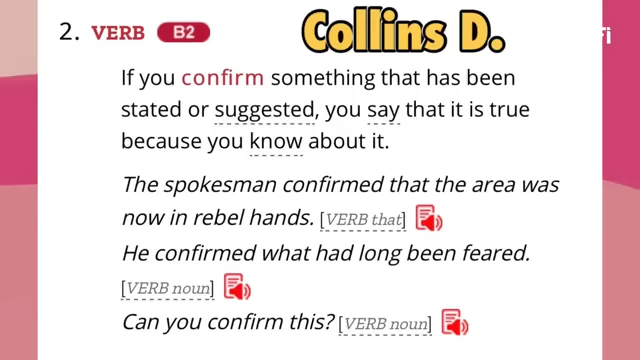 2. VERB B2 Collins D.
If you confirm something that has been
stated or suggested, you say that it is true
because you know about it.
The spokesman confirmed that the area was
now in rebel hands. [VERB that]
He confirmed what had long been feared.
[VERB noun]
Can you confirm this? [VERB noun]